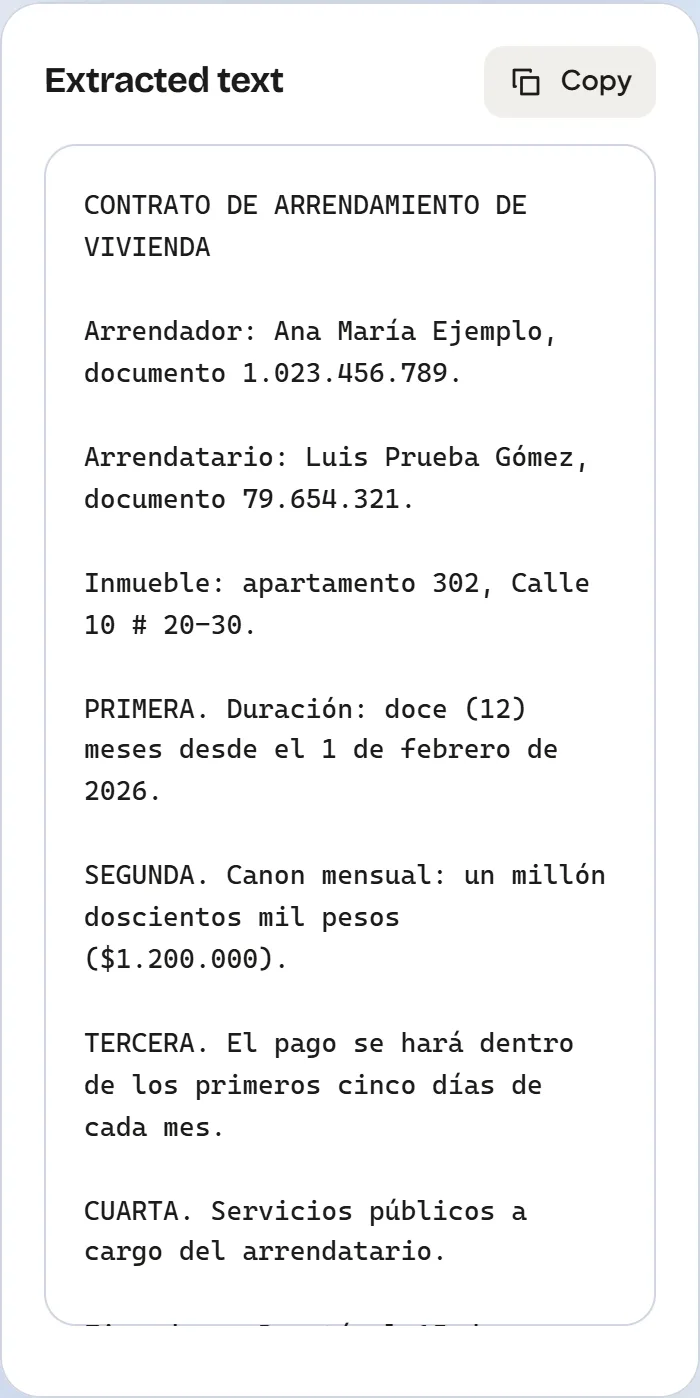 Extracted text
Copy
CONTRATO DE ARRENDAMIENTO DE
VIVIENDA
Arrendador: Ana María Ejemplo,
documento 1.023.456.789.
Arrendatario: Luis Prueba Gómez,
documento 79.654.321.
Inmueble: apartamento 302, Calle
10 # 20-30.
PRIMERA. Duración: doce (12)
meses desde el 1 de febrero de
2026.
SEGUNDA. Canon mensual: un millón
doscientos mil pesos
($1.200.000).
TERCERA. El pago se hará dentro
de los primeros cinco días de
cada mes.
CUARTA. Servicios públicos a
cargo del arrendatario.